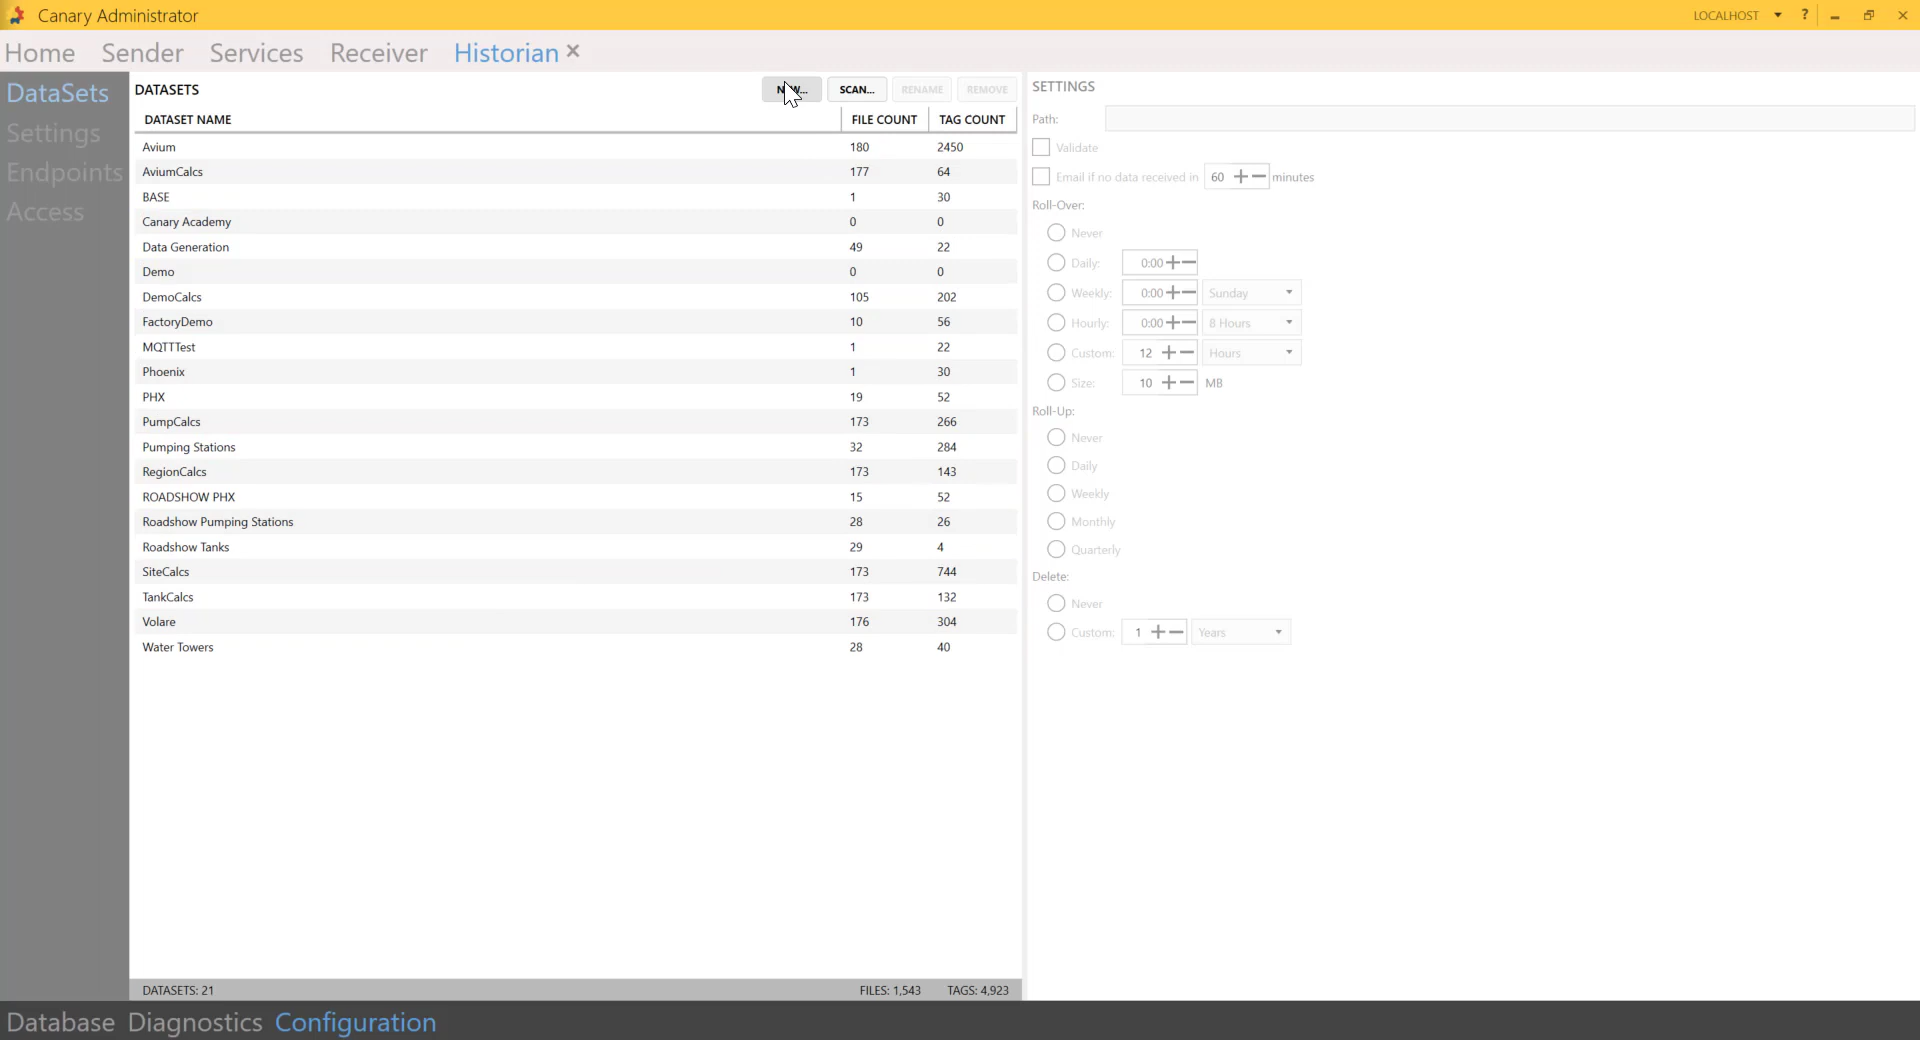 Canary Administrator
LOCALHOST ?
Home Sender Services Receiver Historian
DataSets
Settings
Endpoints
Access
DATASETS SCAN... RENAME REMOVE
DATASET NAME FILE COUNT TAG COUNT
Avium 180 2450
AviumCalcs 177 64
BASE 1 30
Canary Academy 0 0
Data Generation 49 22
Demo 0 0
DemoCalcs 105 202
FactoryDemo 10 56
MQTTTest 1 22
Phoenix 1 30
PHX 19 52
PumpCalcs 173 266
Pumping Stations 32 284
RegionCalcs 173 143
ROADSHOW PHX 15 52
Roadshow Pumping Stations 28 26
Roadshow Tanks 29 4
SiteCalcs 173 744
TankCalcs 173 132
Volare 176 304
Water Towers 28 40
DATASETS: 21 FILES: 1,543 TAGS: 4,923
SETTINGS
Path:
Validate
Email if no data received in 60 minutes
Roll-Over:
Never
Daily: 0:00
Weekly: 0:00 Sunday
Hourly: 0:00 8 Hours
Custom: 12 Hours
Size: 10 MB
Roll-Up:
Never
Daily
Weekly
Monthly
Quarterly
Delete:
Never
Custom: 1 Years
Database Diagnostics Configuration